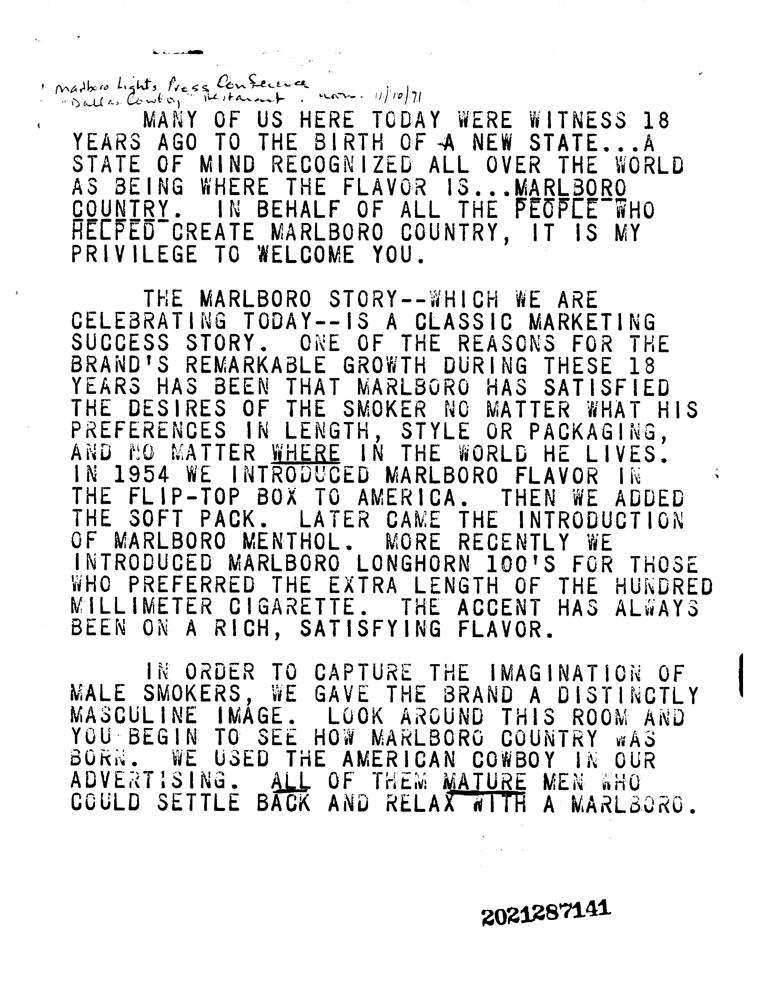 Marlboro Lights Press Conference
"Dallas Cowboy" Restaurant . noon. 11/10/71
MANY OF US HERE TODAY WERE WITNESS 18
YEARS AGO TO THE BIRTH OF A NEW STATE...A
STATE OF MIND RECOGNIZED ALL OVER THE WORLD
AS BEING WHERE THE FLAVOR IS...MARLBORO
COUNTRY. IN BEHALF OF ALL THE PEOPLE WHO
HELPED CREATE MARLBORO COUNTRY, IT IS MY
PRIVILEGE TO WELCOME YOU.
THE MARLBORO STORY--WHICH WE ARE
CELEBRATING TODAY--IS A CLASSIC MARKETING
SUCCESS STORY. ONE OF THE REASONS FOR THE
BRAND'S REMARKABLE GROWTH DURING THESE 18
YEARS HAS BEEN THAT MARLBORO HAS SATISFIED
THE DESIRES OF THE SMOKER NO MATTER WHAT HIS
PREFERENCES IN LENGTH, STYLE OR PACKAGING,
AND NO MATTER WHERE IN THE WORLD HE LIVES.
IN 1954 WE INTRODUCED MARLBORO FLAVOR IN
THE FLIP-TOP BOX TO AMERICA. THEN WE ADDED
THE SOFT PACK. LATER CAME THE INTRODUCTION
OF MARLBORO MENTHOL. MORE RECENTLY WE
INTRODUCED MARLBORO LONGHORN 100'S FOR THOSE
WHO PREFERRED THE EXTRA LENGTH OF THE HUNDRED
MILLIMETER CIGARETTE. THE ACCENT HAS ALWAYS
BEEN ON A RICH, SATISFYING FLAVOR.
IN ORDER TO CAPTURE THE IMAGINATION OF
MALE SMOKERS, WE GAVE THE BRAND A DISTINCTLY
MASCULINE IMAGE. LOOK AROUND THIS ROOM AND
YOU BEGIN TO SEE HOW MARLBORO COUNTRY WAS
BORN. WE USED THE AMERICAN COWBOY IN OUR
ADVERTISING. ALL OF THEM MATURE MEN WHO
COULD SETTLE BACK AND RELAX WITH A MARLBORO.
2021287141